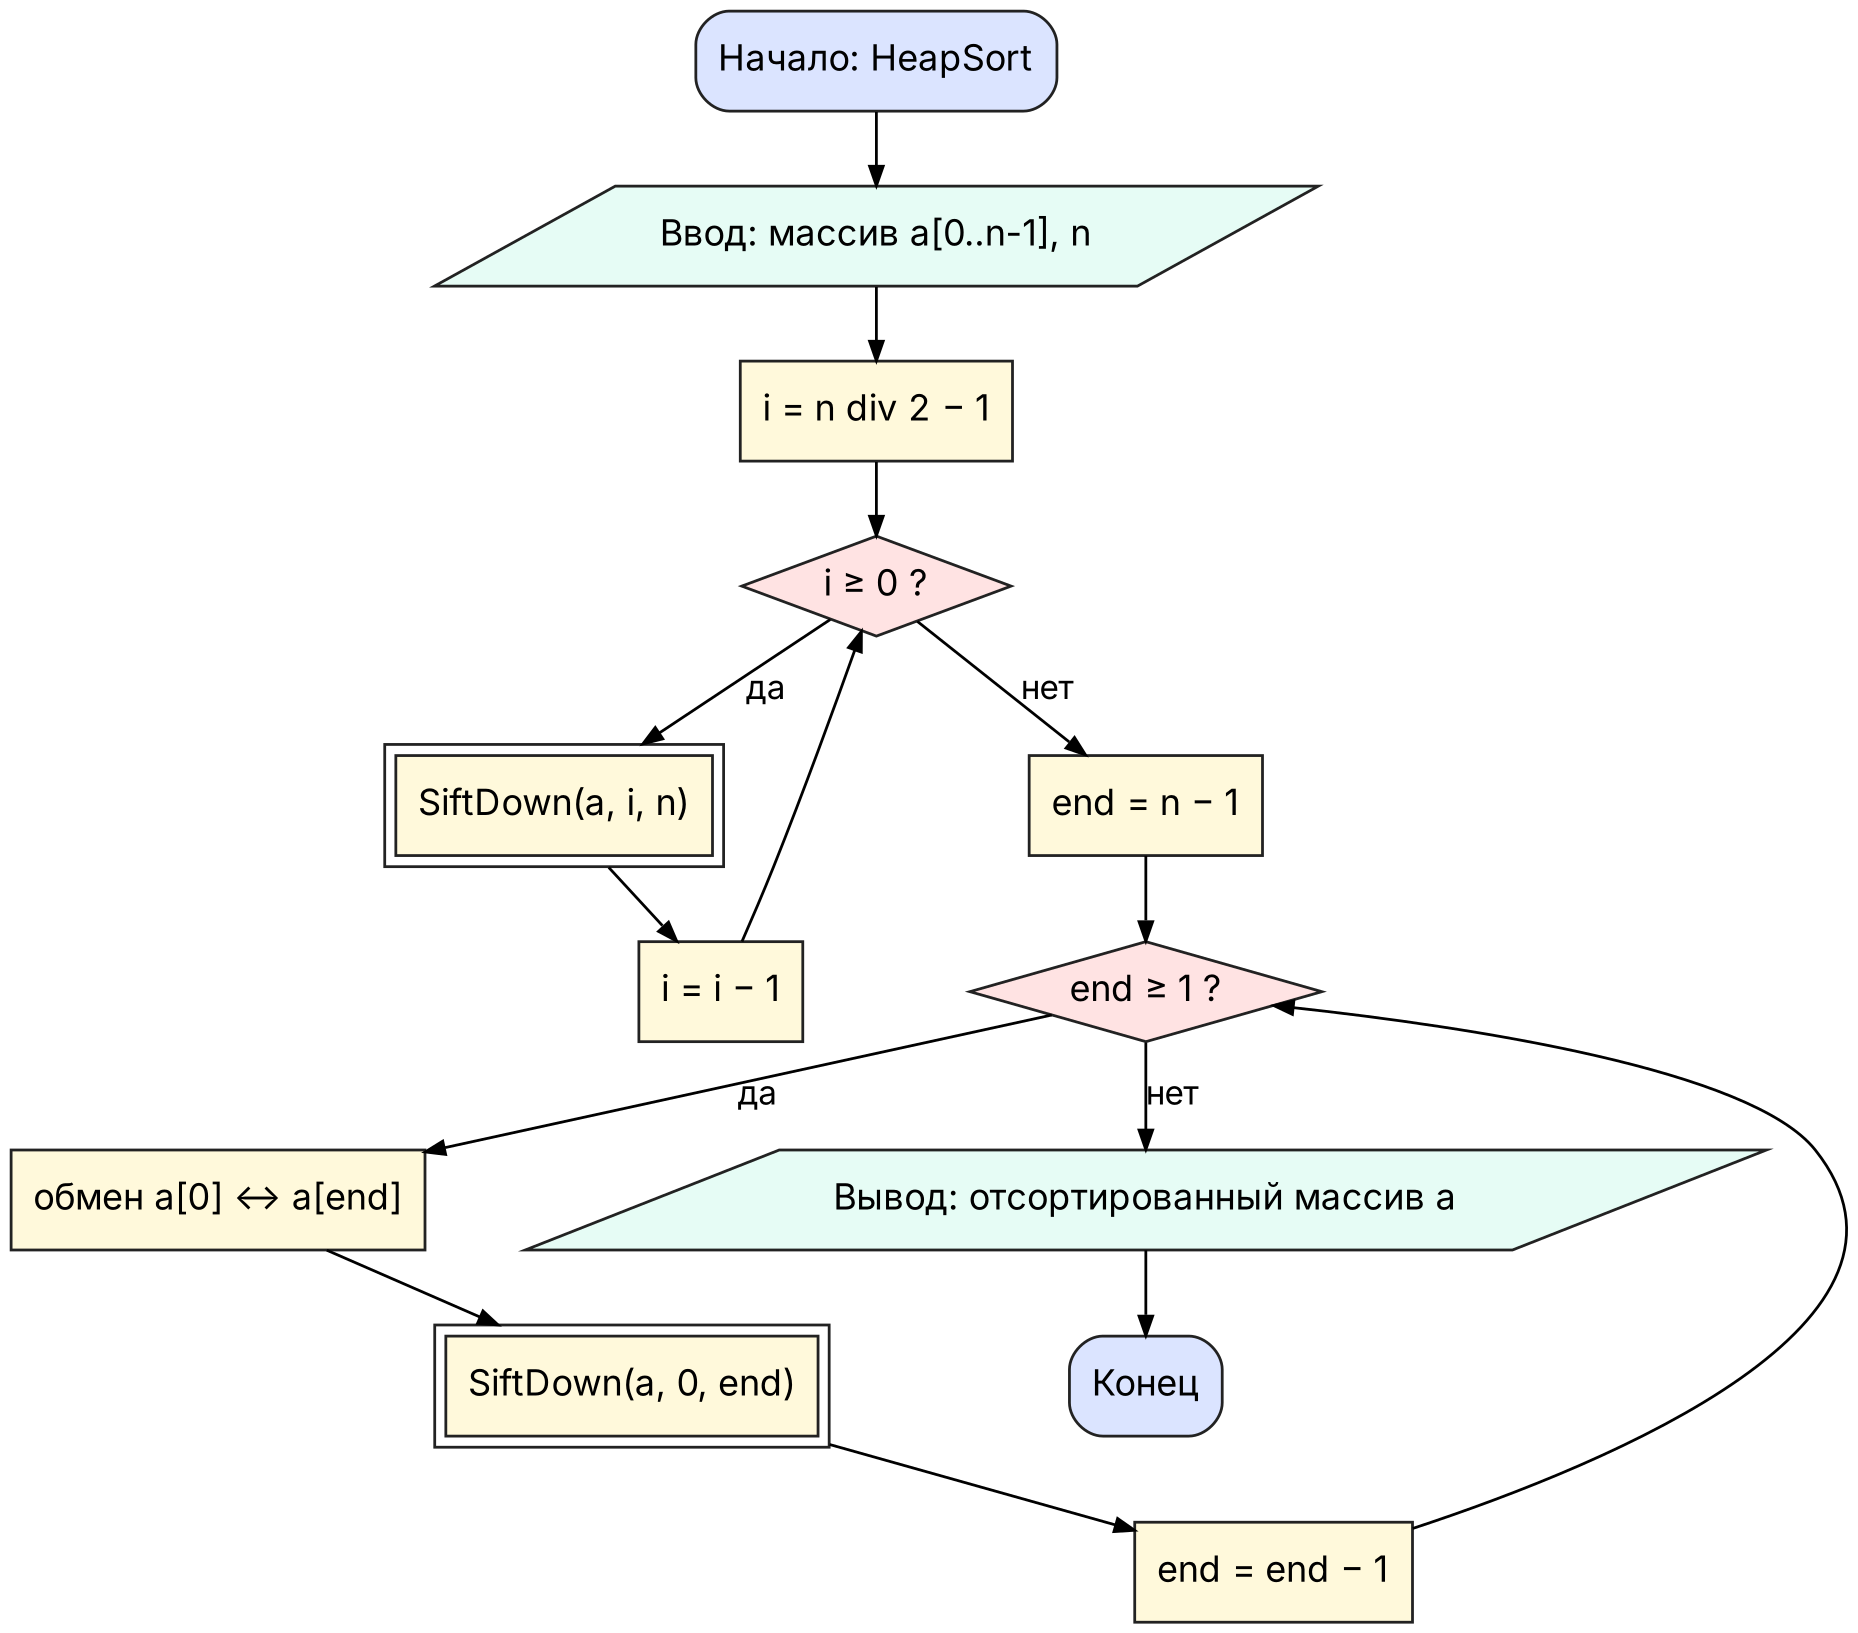 Начало: HeapSort
Ввод: массив a[0..n-1], n
i = n div 2 − 1
i ≥ 0 ?
да
нет
SiftDown(a, i, n)
end = n − 1
i = i − 1
end ≥ 1 ?
да
нет
обмен a[0] ↔ a[end]
Вывод: отсортированный массив a
SiftDown(a, 0, end)
Конец
end = end − 1